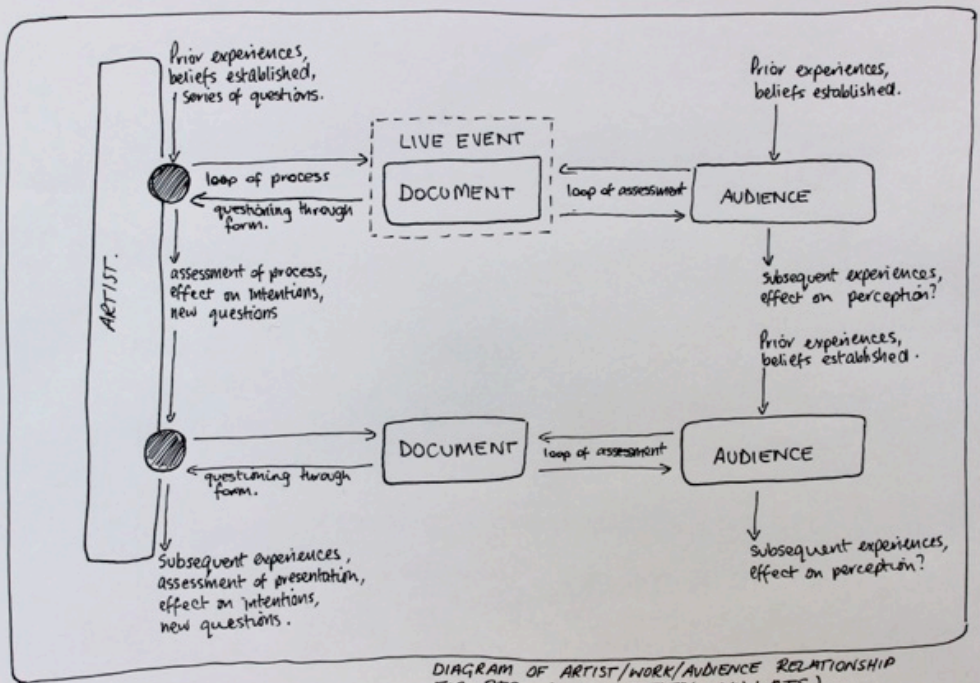 Prior experiences,
beliefs established,
series of questions.
ARTIST.
loop of process
questioning through
form.
LIVE EVENT
DOCUMENT
loop of assessment
Prior experiences,
beliefs established.
AUDIENCE
assessment of process,
effect on intentions,
new questions
Subsequent experiences,
effect on perception?
Prior experiences,
beliefs established.
questioning through
form.
DOCUMENT
loop of assessment
AUDIENCE
Subsequent experiences,
assessment of presentation,
effect on intentions,
new questions.
Subsequent experiences,
effect on perception?
DIAGRAM OF ARTIST/WORK/AUDIENCE RELATIONSHIP